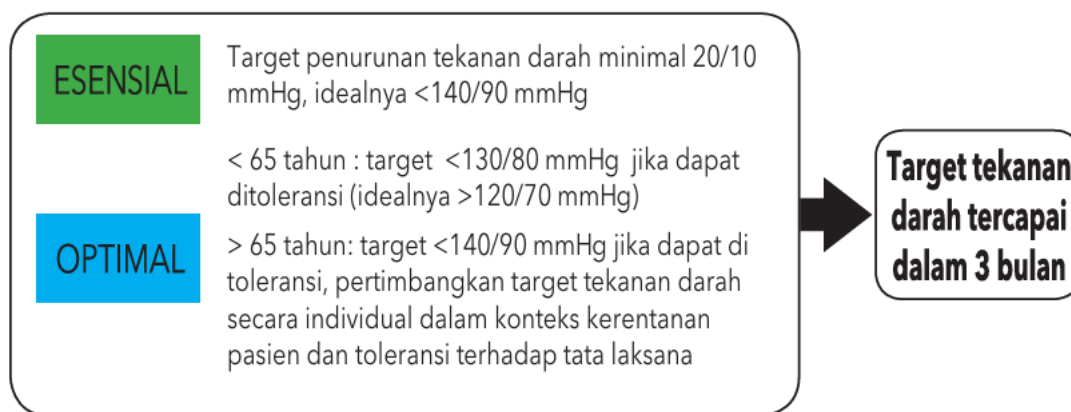 ESENSIAL
Target penurunan tekanan darah minimal 20/10
mmHg, idealnya <140/90 mmHg
OPTIMAL
< 65 tahun : target <130/80 mmHg jika dapat
ditoleransi (idealnya >120/70 mmHg)
> 65 tahun: target <140/90 mmHg jika dapat di
toleransi, pertimbangkan target tekanan darah
secara individual dalam konteks kerentanan
pasien dan toleransi terhadap tata laksana
Target tekanan
darah tercapai
dalam 3 bulan